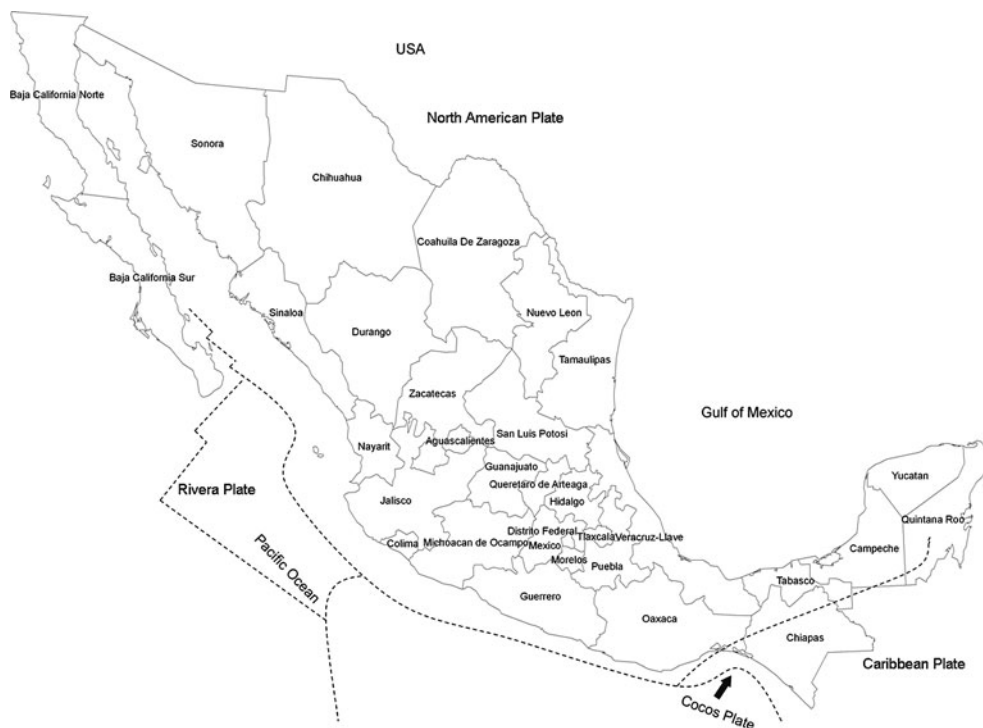 USA
Baja California Norte
North American Plate
Sonora
Chihuahua
Coahuila De Zaragoza
Baja California Sur
Sinaloa
Nuevo Leon
Durango
Tamaulipas
Zacatecas
Gulf of Mexico
San Luis Potosi
Aguascalientes
Nayarit
Guanajuato
Yucatan
Queretaro de Arteaga
Rivera Plate
Jalisco
Hidalgo
Quintana Roo
Distrito Federal
Tlaxcala
Veracruz-Llave
Colima
Michoacan de Ocampo
Mexico
Campeche
Morelos
Puebla
Pacific Ocean
Tabasco
Guerrero
Oaxaca
Chiapas
Caribbean Plate
Cocos Plate